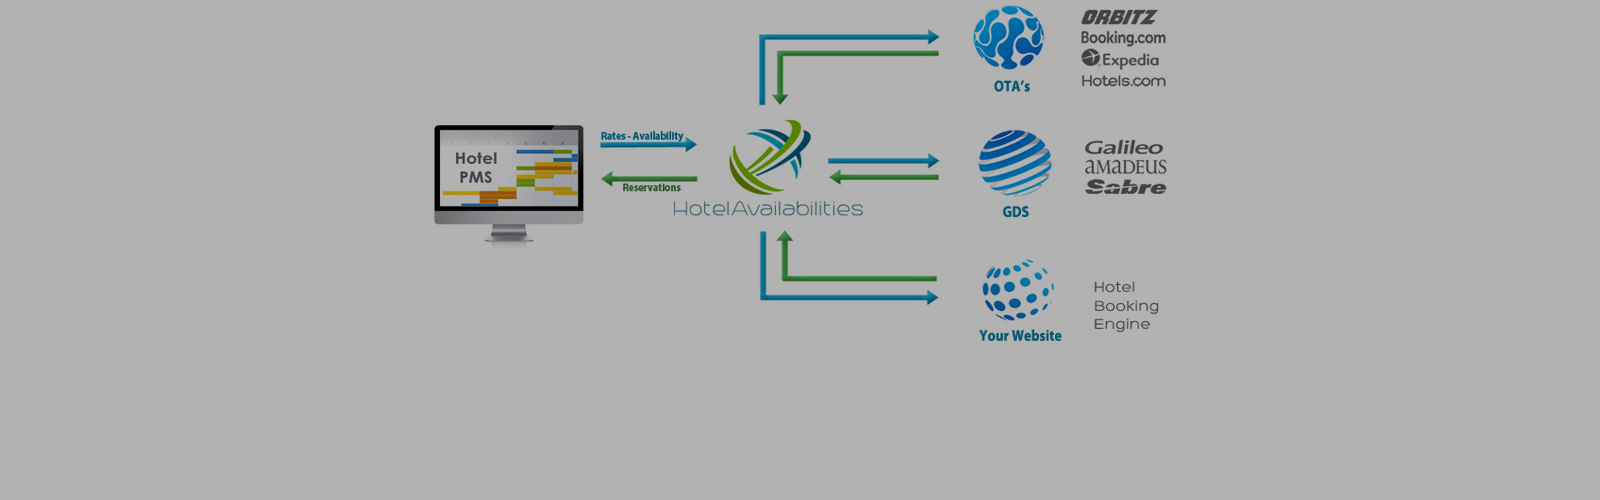 Hotel
PMS
Rates - Availability
Reservations
HotelAvailabilities
OTA's
ORBITZ
Booking.com
Expedia
Hotels.com
GDS
Galileo
AMADEUS
Sabre
Your Website
Hotel
Booking
Engine